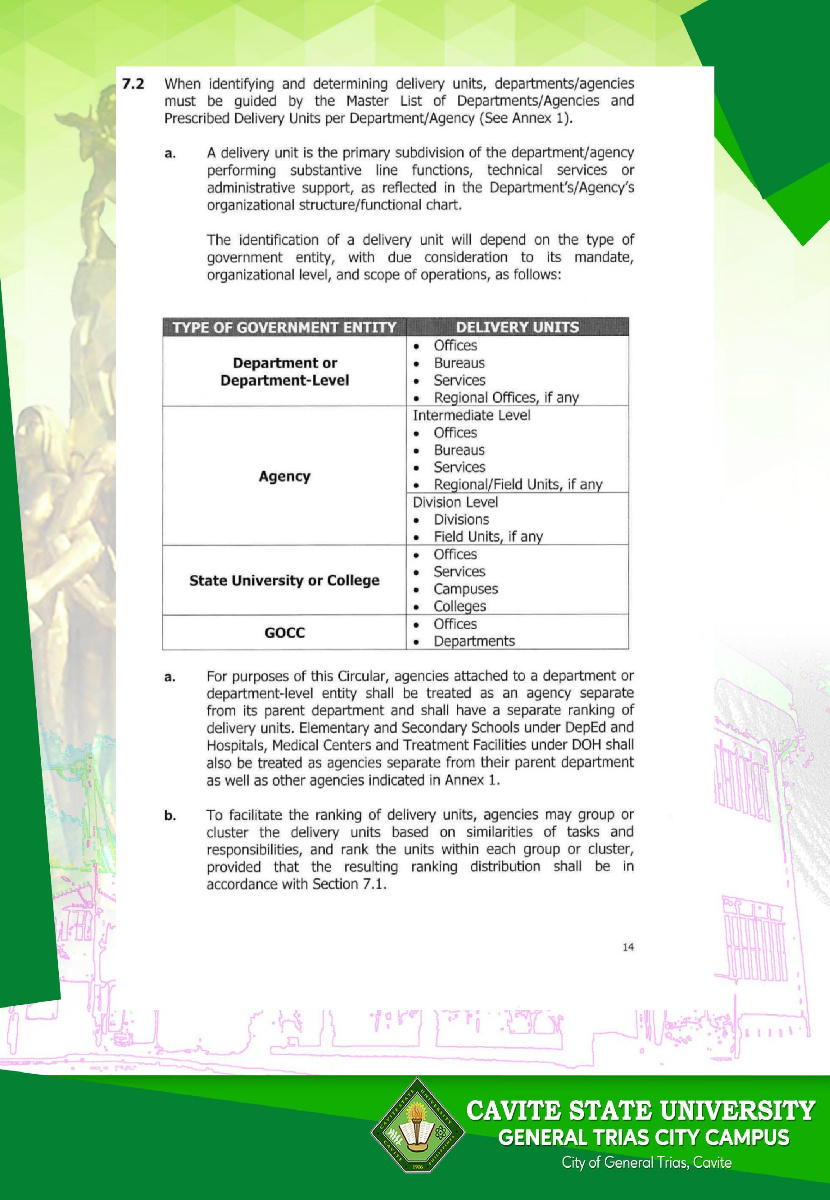 7.2 When identifying and determining delivery units, departments/agencies
must be guided by the Master List of Departments/Agencies and
Prescribed Delivery Units per Department/Agency (See Annex 1).
a. A delivery unit is the primary subdivision of the department/agency
performing substantive line functions, technical services or
administrative support, as reflected in the Department's/Agency's
organizational structure/functional chart.
The identification of a delivery unit will depend on the type of
government entity, with due consideration to its mandate,
organizational level, and scope of operations, as follows:
TYPE OF GOVERNMENT ENTITY DELIVERY UNITS
Department or
Department-Level
• Offices
• Bureaus
• Services
• Regional Offices, if any
Agency
Intermediate Level
• Offices
• Bureaus
• Services
• Regional/Field Units, if any
Division Level
• Divisions
• Field Units, if any
State University or College
• Offices
• Services
• Campuses
• Colleges
GOCC
• Offices
• Departments
a. For purposes of this Circular, agencies attached to a department or
department-level entity shall be treated as an agency separate
from its parent department and shall have a separate ranking of
delivery units. Elementary and Secondary Schools under DepEd and
Hospitals, Medical Centers and Treatment Facilities under DOH shall
also be treated as agencies separate from their parent department
as well as other agencies indicated in Annex 1.
b. To facilitate the ranking of delivery units, agencies may group or
cluster the delivery units based on similarities of tasks and
responsibilities, and rank the units within each group or cluster,
provided that the resulting ranking distribution shall be in
accordance with Section 7.1.
14
CAVITE STATE UNIVERSITY
GENERAL TRIAS CITY CAMPUS
City of General Trias, Cavite
1906